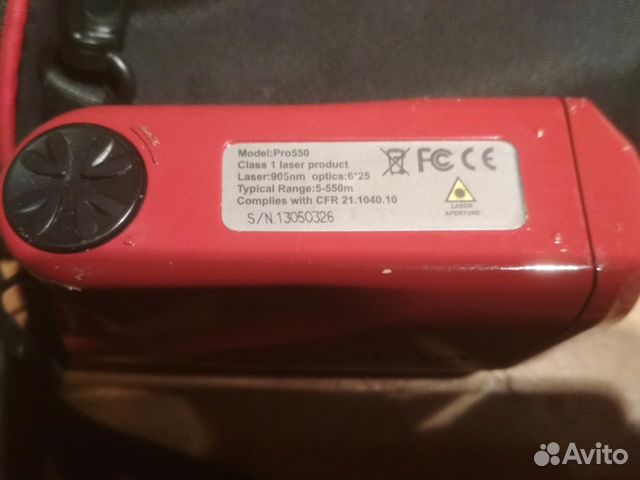 Model:Pro550
Class 1 laser product
Laser:905nm optics:6*25
Typical Range:5-550m
Complies with CFR 21.1040.10
S/N.13050326
FC CE
LASER
APERTURE
Avito